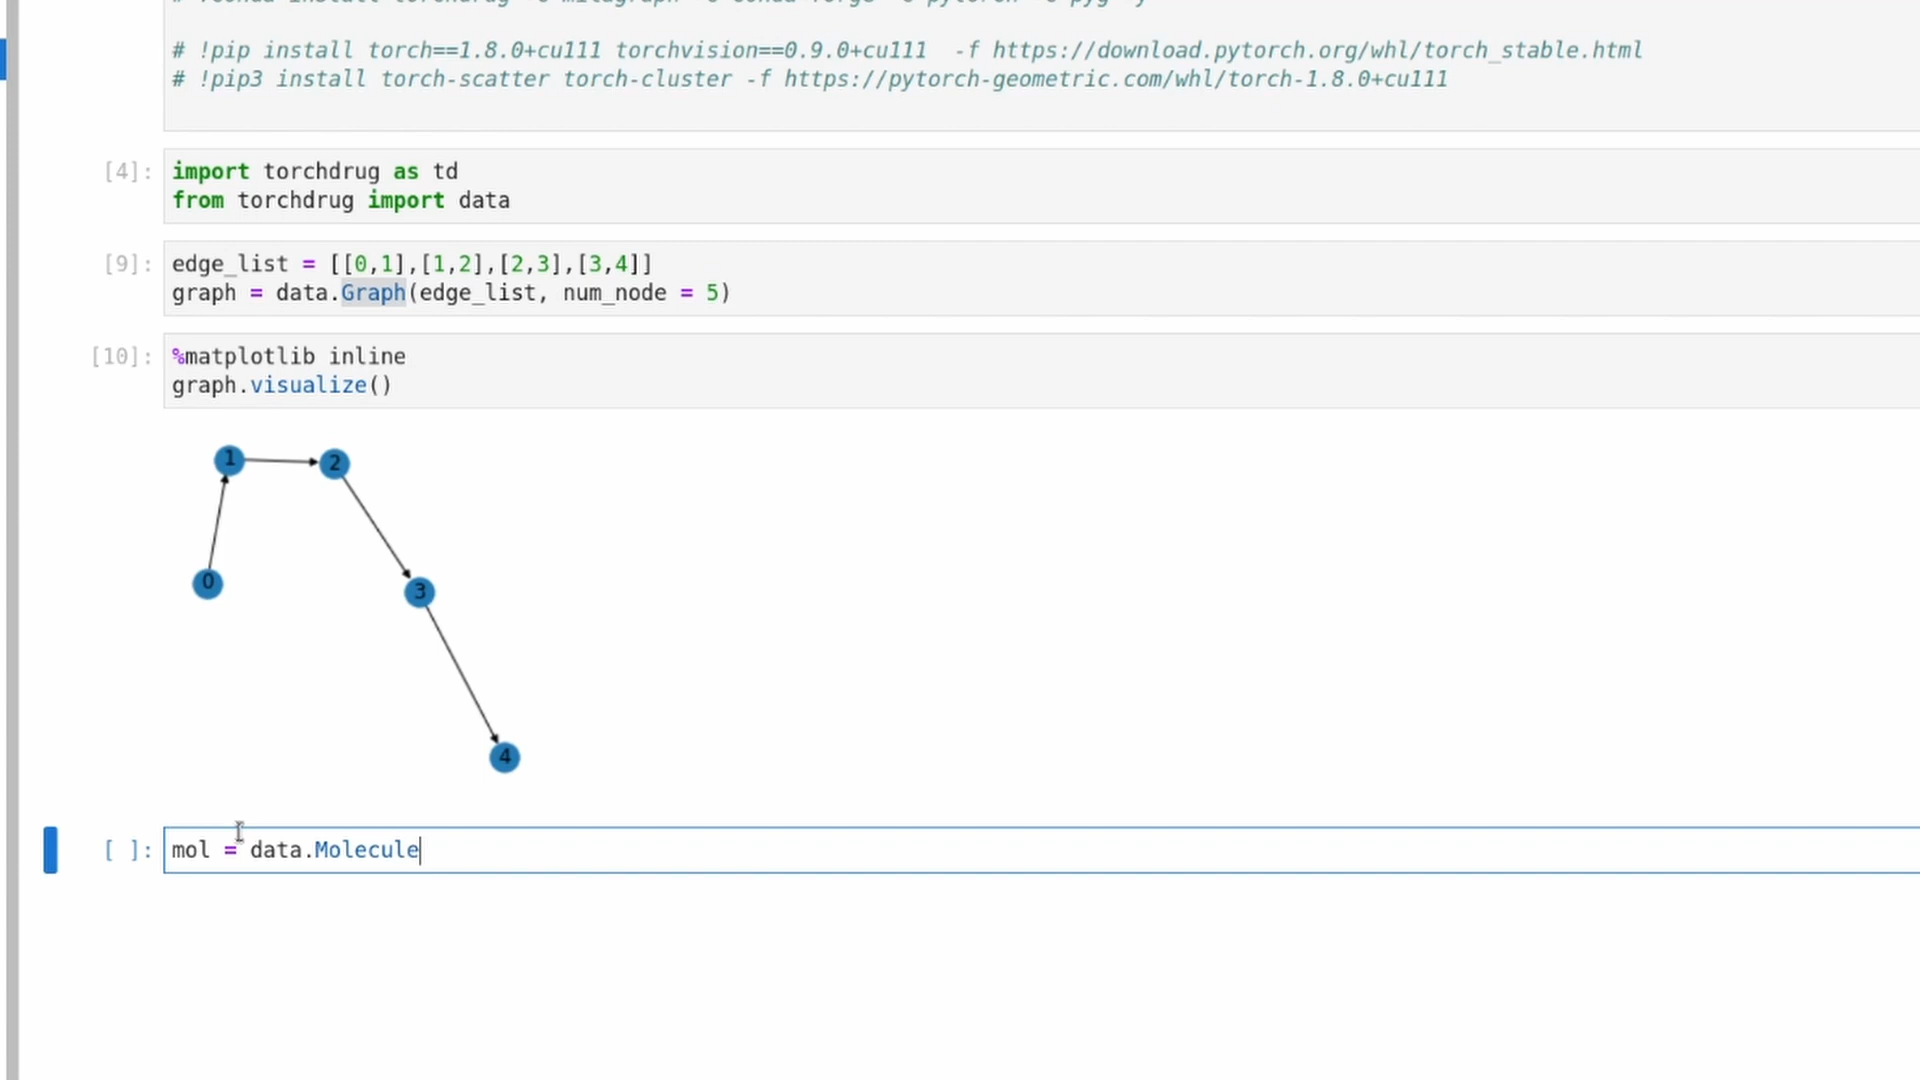 # !pip install torch==1.8.0+cu111 torchvision==0.9.0+cu111 -f https://download.pytorch.org/whl/torch_stable.html
# !pip3 install torch-scatter torch-cluster -f https://pytorch-geometric.com/whl/torch-1.8.0+cu111
[4]: import torchdrug as td
from torchdrug import data
[9]: edge_list = [[0,1],[1,2],[2,3],[3,4]]
graph = data.Graph(edge_list, num_node = 5)
[10]: %matplotlib inline
graph.visualize()
1
2
0
3
4
[ ]: mol = data.Molecule